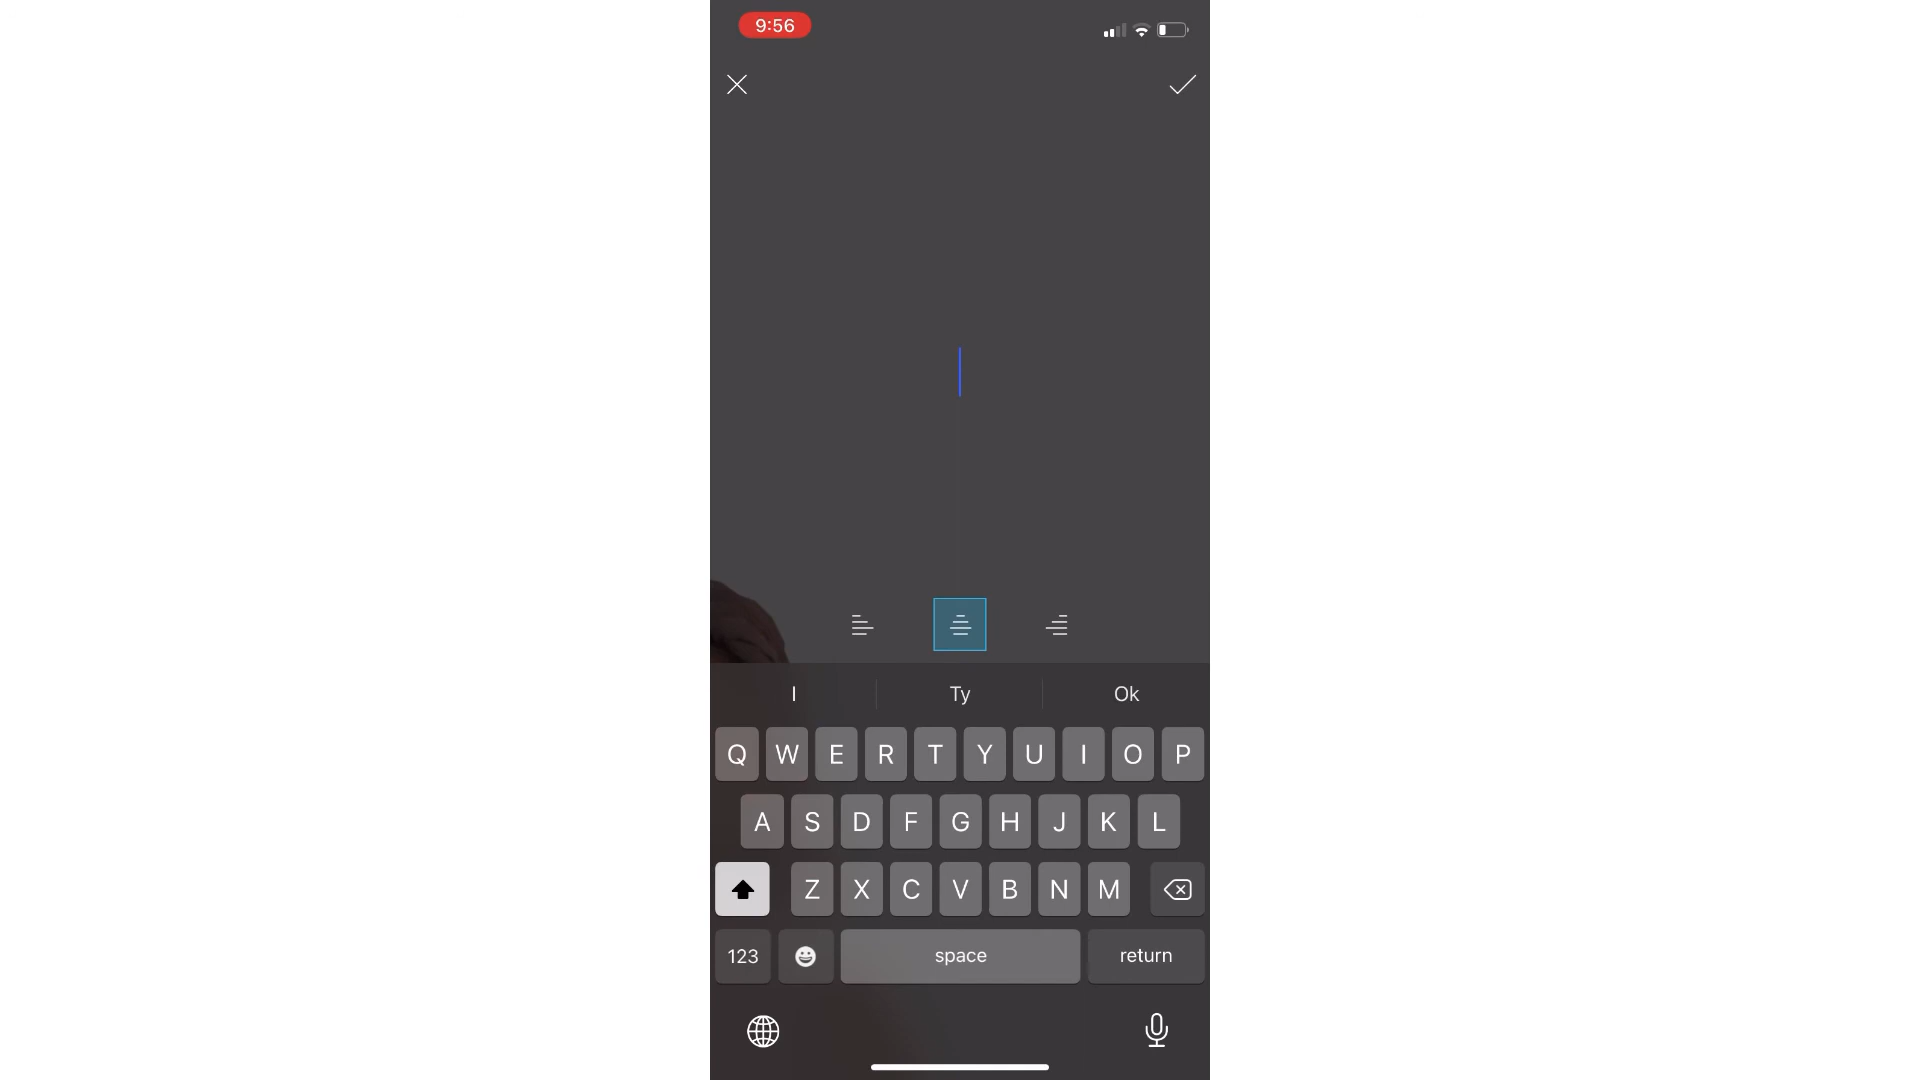 9:56
I Ty Ok
Q W E R T Y U I O P
A S D F G H J K L
Z X C V B N M
123 space return